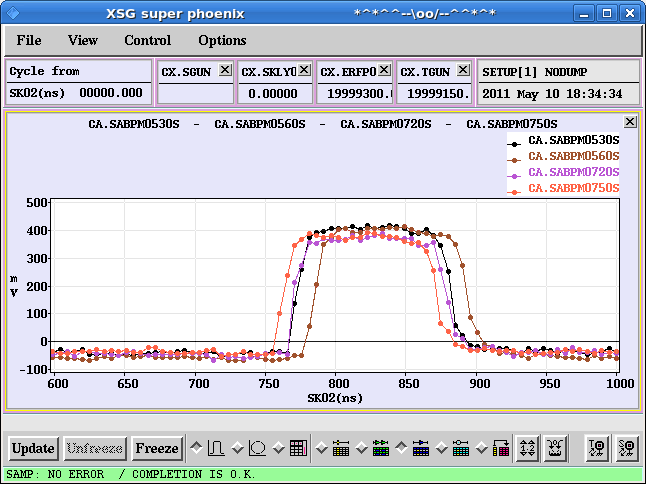 XSG super phoenix *^*^^--\oo/--^^*^*
File View Control Options
Cycle from
SK02(ns) 00000.000
CX.SGUN
CX.SKLYO
0.00000
CX.ERFPO
19999300.
CX.TGUN
19999150.
SETUP[1] NODUMP
2011 May 10 18:34:34
CA.SABPM0530S - CA.SABPM0560S - CA.SABPM0720S - CA.SABPM0750S
CA.SABPM0530S
CA.SABPM0560S
CA.SABPM0720S
CA.SABPM0750S
500
400
300
200
100
0
-100
mV
600 650 700 750 800 850 900 950 1000
SK02(ns)
Update Unfreeze Freeze
SAMP: NO ERROR / COMPLETION IS O.K.